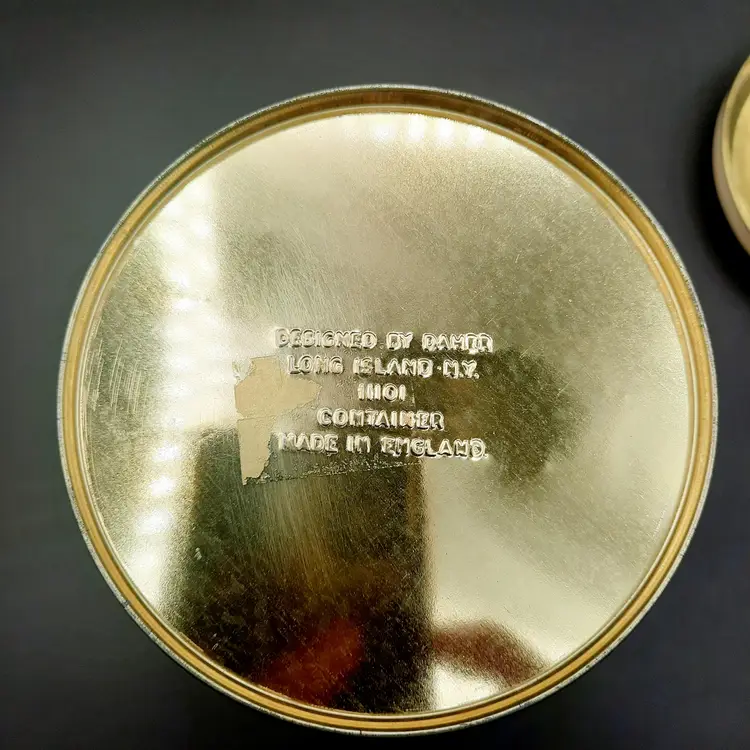 DESIGNED BY DAHER
LONG ISLAND N.Y.
11101
CONTAINER
MADE IN ENGLAND